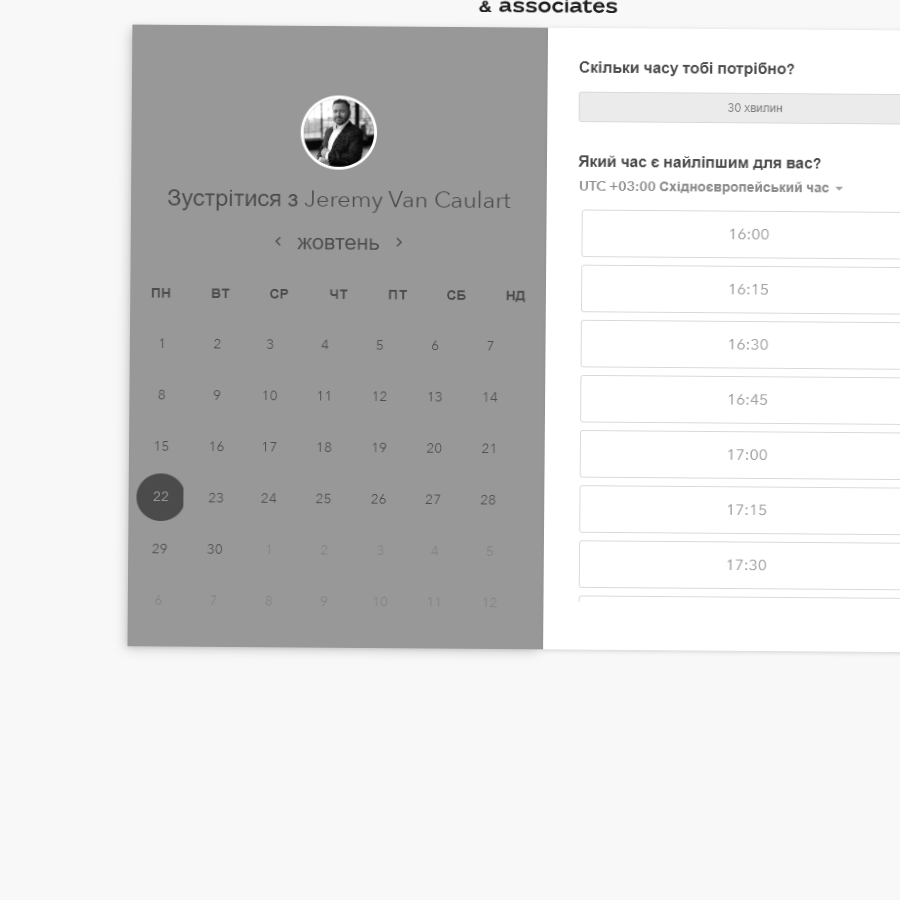 & associates
Зустрітися з Jeremy Van Caulart
жовтень
ПН ВТ СР ЧТ ПТ СБ НД
1 2 3 4 5 6 7
8 9 10 11 12 13 14
15 16 17 18 19 20 21
22 23 24 25 26 27 28
29 30 1 2 3 4 5
6 7 8 9 10 11 12
Скільки часу тобі потрібно?
30 хвилин
Який час є найліпшим для вас?
UTC +03:00 Східноєвропейський час
16:00
16:15
16:30
16:45
17:00
17:15
17:30